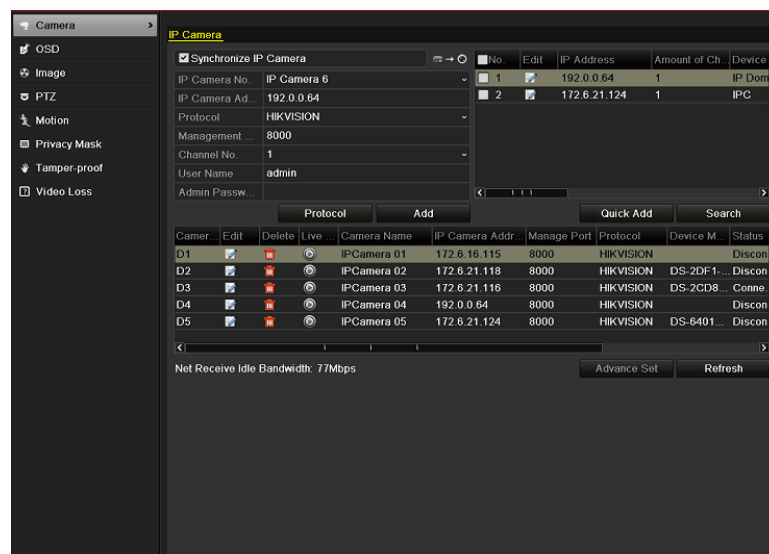 Camera
OSD
Image
PTZ
Motion
Privacy Mask
Tamper-proof
Video Loss
IP Camera
Synchronize IP Camera
IP Camera No. IP Camera 6
IP Camera Ad... 192.0.0.64
Protocol HIKVISION
Management ... 8000
Channel No. 1
User Name admin
Admin Passw...
No. Edit IP Address Amount of Ch... Device
1 192.0.0.64 1 IP Dom
2 172.6.21.124 1 IPC
Protocol Add Quick Add Search
Camer... Edit Delete Live ... Camera Name IP Camera Addr... Manage Port Protocol Device M... Status
D1 IPCamera 01 172.6.16.115 8000 HIKVISION Discon
D2 IPCamera 02 172.6.21.118 8000 HIKVISION DS-2DF1-... Discon
D3 IPCamera 03 172.6.21.116 8000 HIKVISION DS-2CD8... Conne.
D4 IPCamera 04 192.0.0.64 8000 HIKVISION Discon
D5 IPCamera 05 172.6.21.124 8000 HIKVISION DS-6401... Discon
Net Receive Idle Bandwidth: 77Mbps
Advance Set Refresh